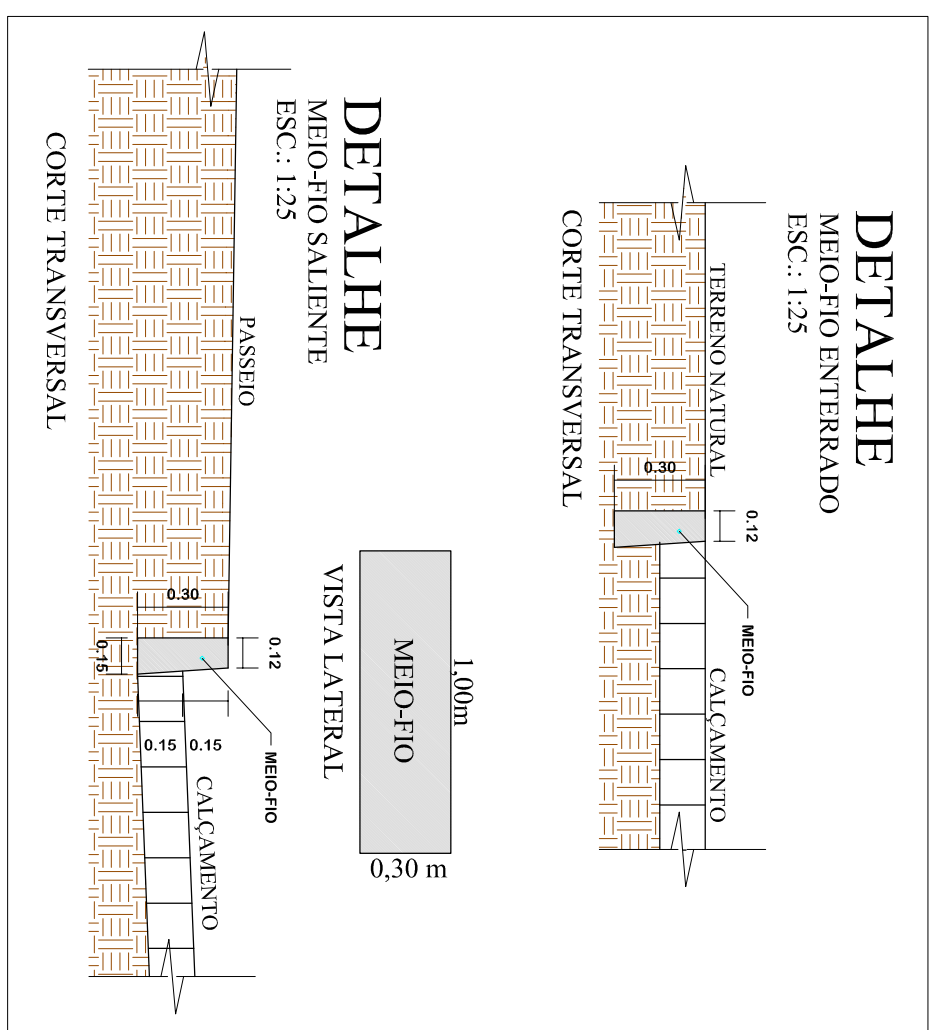 DETALHE
MEIO-FIO ENTERRADO
ESC.: 1:25
TERRENO NATURAL
0.30
0.12
MEIO-FIO
CALÇAMENTO
CORTE TRANSVERSAL
1,00m
MEIO-FIO
0,30 m
VISTA LATERAL
DETALHE
MEIO-FIO SALIENTE
ESC.: 1:25
PASSEIO
0.30
0.12
0.15
0.15
0.15
MEIO-FIO
CALÇAMENTO
CORTE TRANSVERSAL